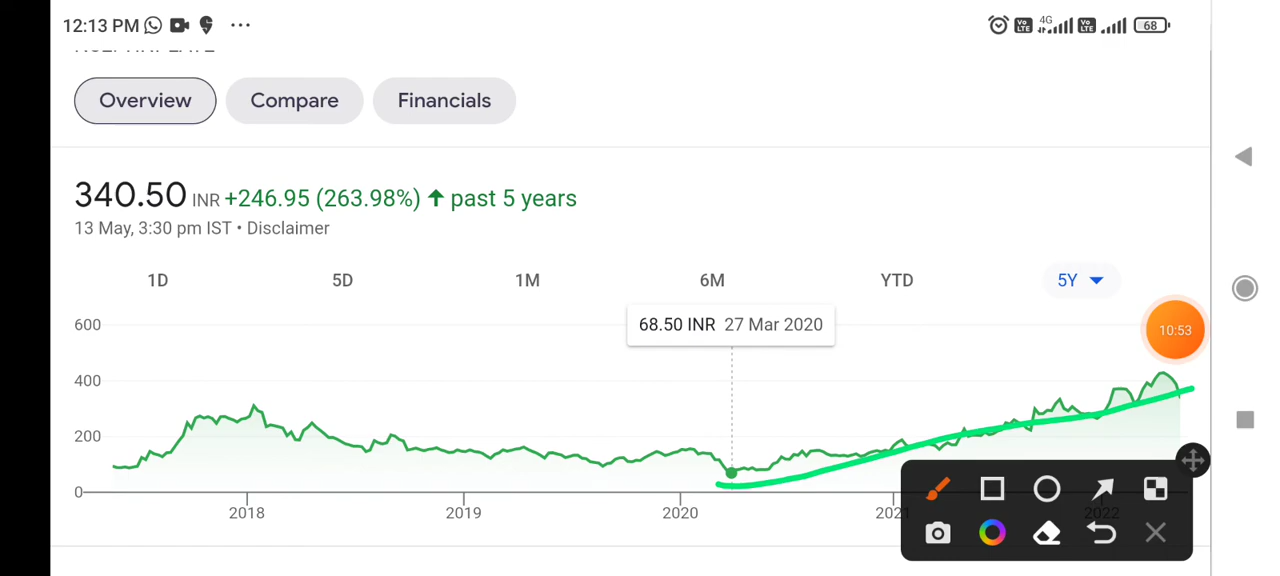 12:13 PM ... 4G 68
Overview Compare Financials
340.50 INR +246.95 (263.98%) ↑ past 5 years
13 May, 3:30 pm IST • Disclaimer
1D 5D 1M 6M YTD 5Y
68.50 INR 27 Mar 2020
600
400
200
0
2018 2019 2020 2021 2022
10:53